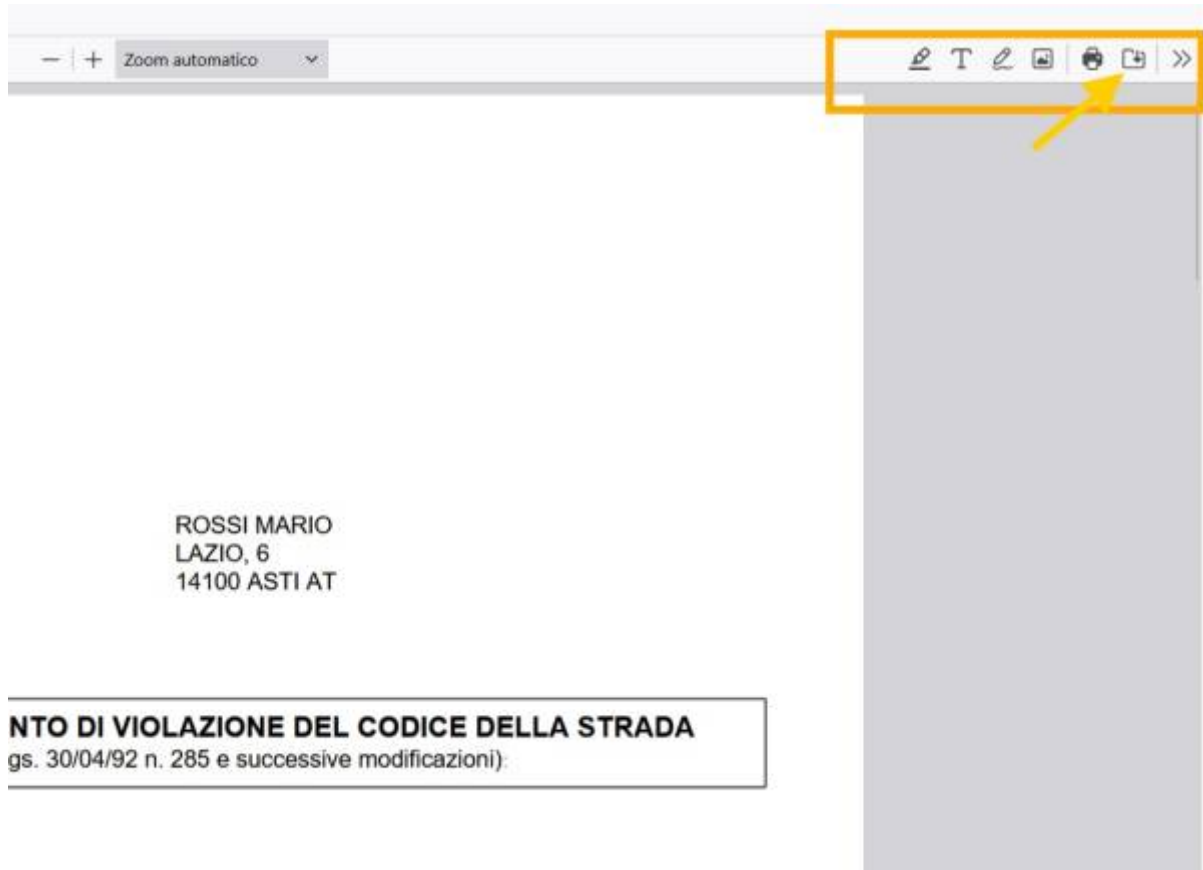 Zoom automatico
ROSSI MARIO
LAZIO, 6
14100 ASTI AT
NTO DI VIOLAZIONE DEL CODICE DELLA STRADA
gs. 30/04/92 n. 285 e successive modificazioni):